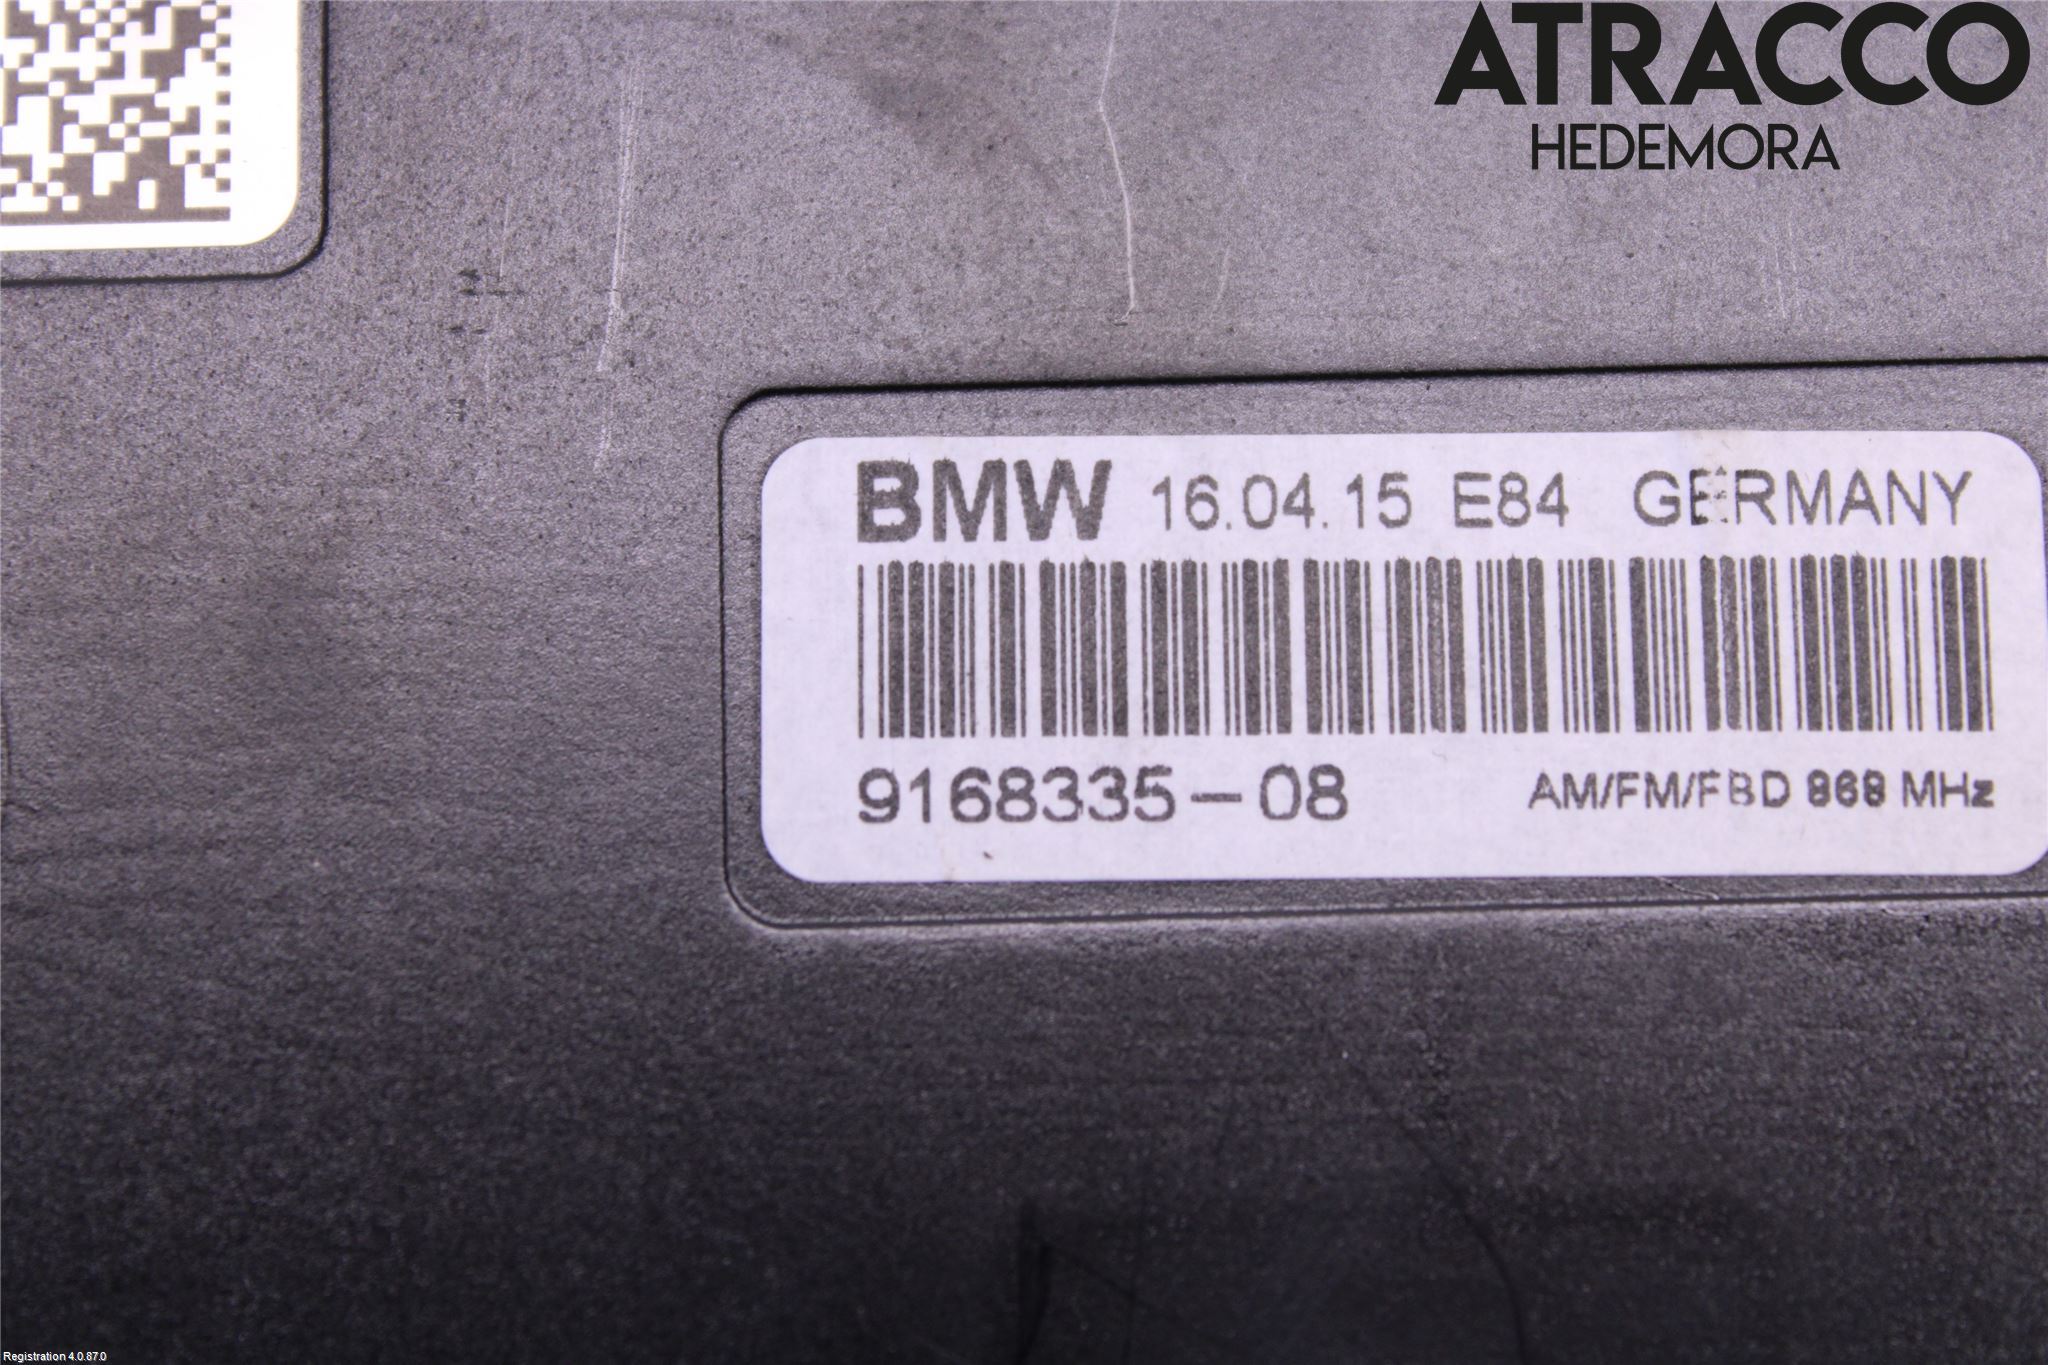 ATRACCO
HEDEMORA
BMW 16.04.15 E84 GERMANY
9168335-08 AM/FM/FBD 868 MHz
Registration 4.0.87.0